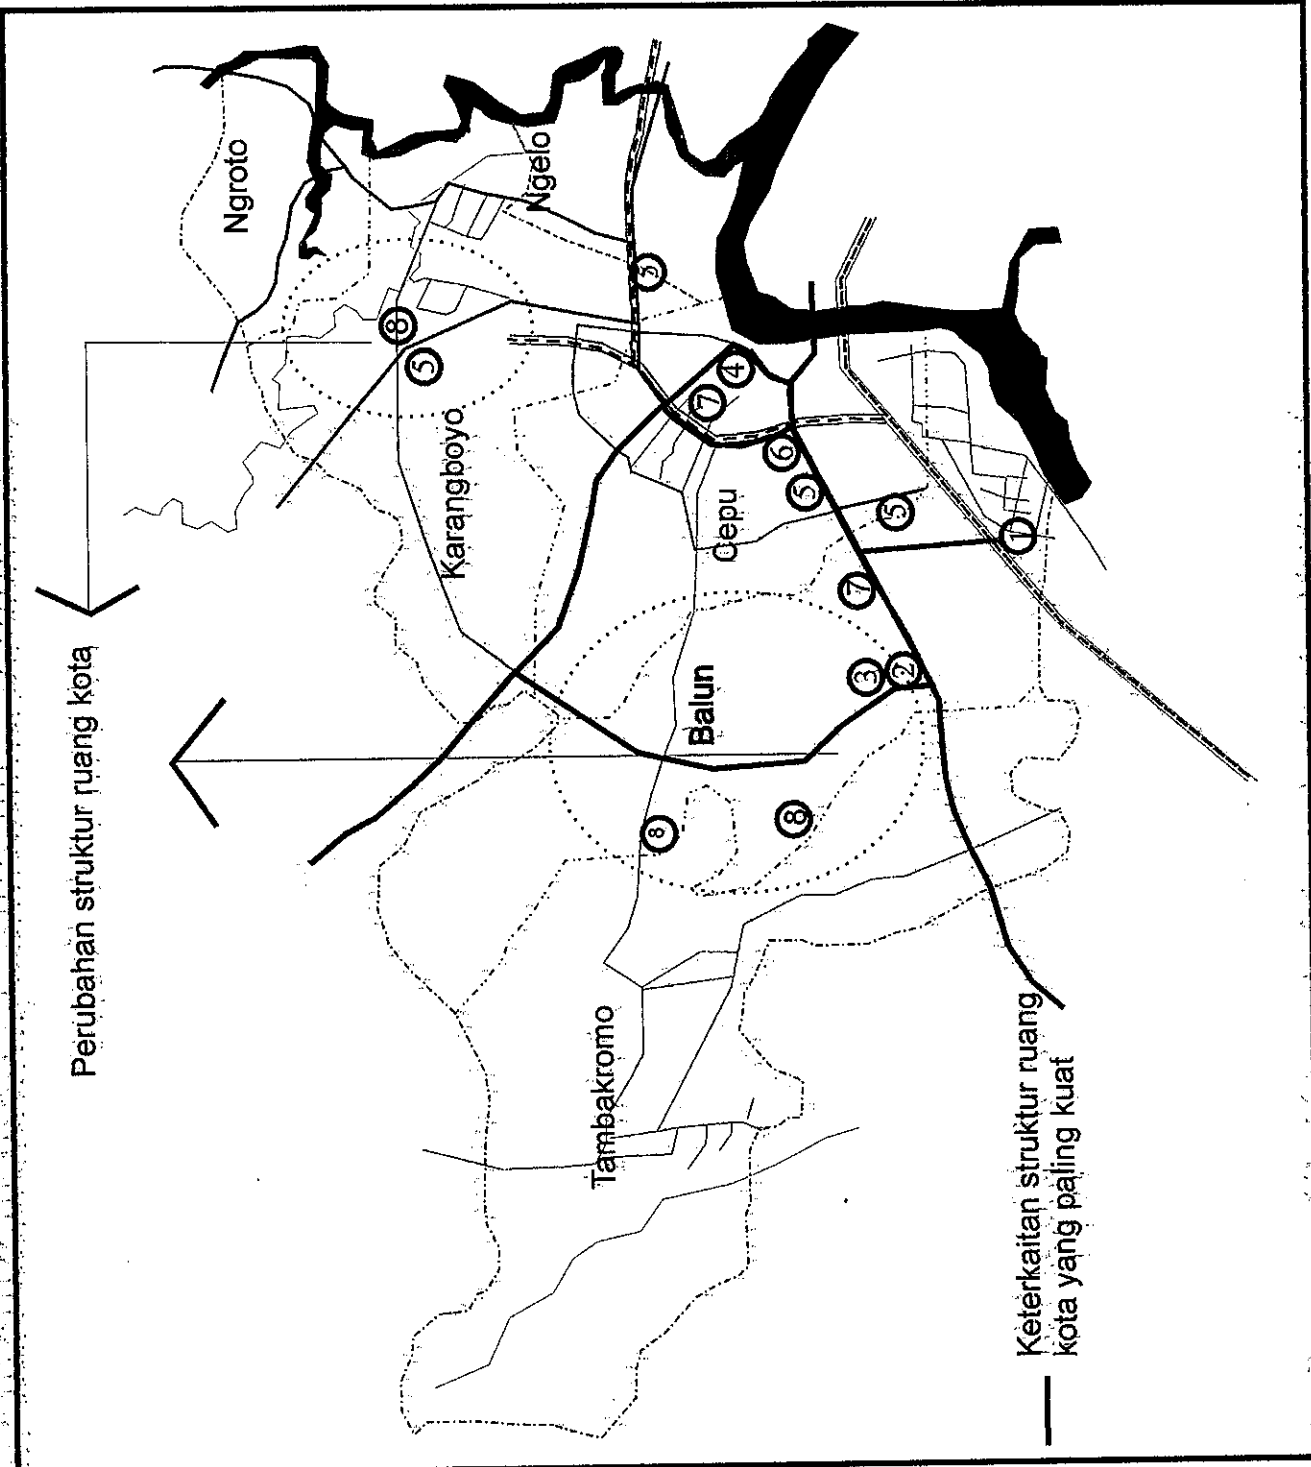 Perubahan struktur ruang kota
Ngroto
Ngelo
Karangboyo
Cepu
Balun
Tambakromo
8
5
5
4
7
6
5
5
1
7
3
2
8
8
Keterkaitan struktur ruang
kota yang paling kuat